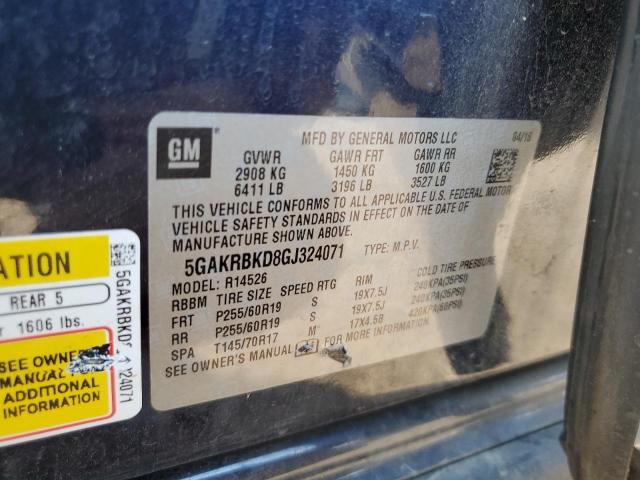 GM
MFD BY GENERAL MOTORS LLC 04/16
GVWR GAWR FRT GAWR RR
2908 KG 1450 KG 1600 KG
6411 LB 3196 LB 3527 LB
THIS VEHICLE CONFORMS TO ALL APPLICABLE U.S. FEDERAL MOTOR
VEHICLE SAFETY STANDARDS IN EFFECT ON THE DATE OF
MANUFACTURE SHOWN ABOVE.
5GAKRBKD8GJ324071 TYPE: M.P.V.
MODEL: R14526
RBBM TIRE SIZE SPEED RTG RIM COLD TIRE PRESSURE
FRT P255/60R19 S 19X7.5J 240KPA(35PSI)
RR P255/60R19 S 19X7.5J 240KPA(35PSI)
SPA T145/70R17 M 17X4.5B 420KPA(60PSI)
SEE OWNER'S MANUAL FOR MORE INFORMATION.
ATION
REAR 5
1606 lbs.
SEE OWNER
MANUAL
ADDITIONAL
INFORMATION
5GAKRBKD
24071